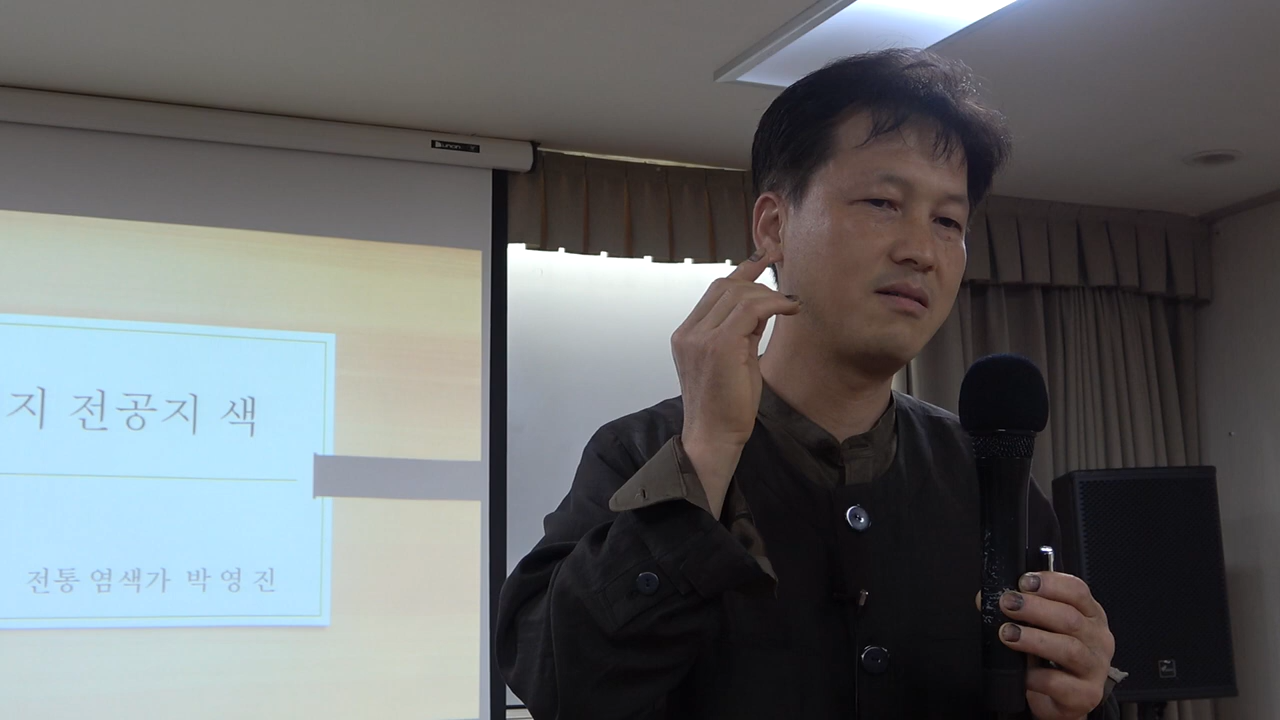 지 전공지 색
전통 염색가 박 영 진